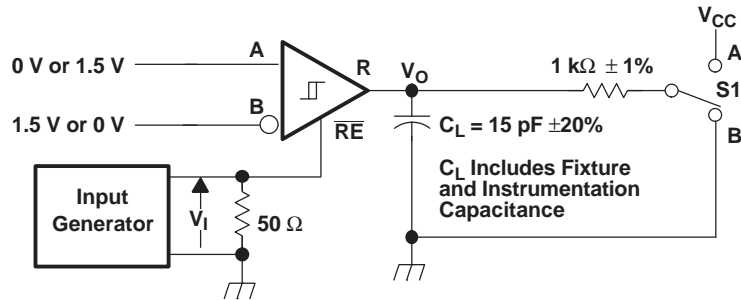 V_CC
A
R
V_O
1 kΩ ± 1%
A
S1
0 V or 1.5 V
B
1.5 V or 0 V
R̅E̅
C_L = 15 pF ±20%
B
C_L Includes Fixture
and Instrumentation
Capacitance
Input
Generator
V_I
50 Ω